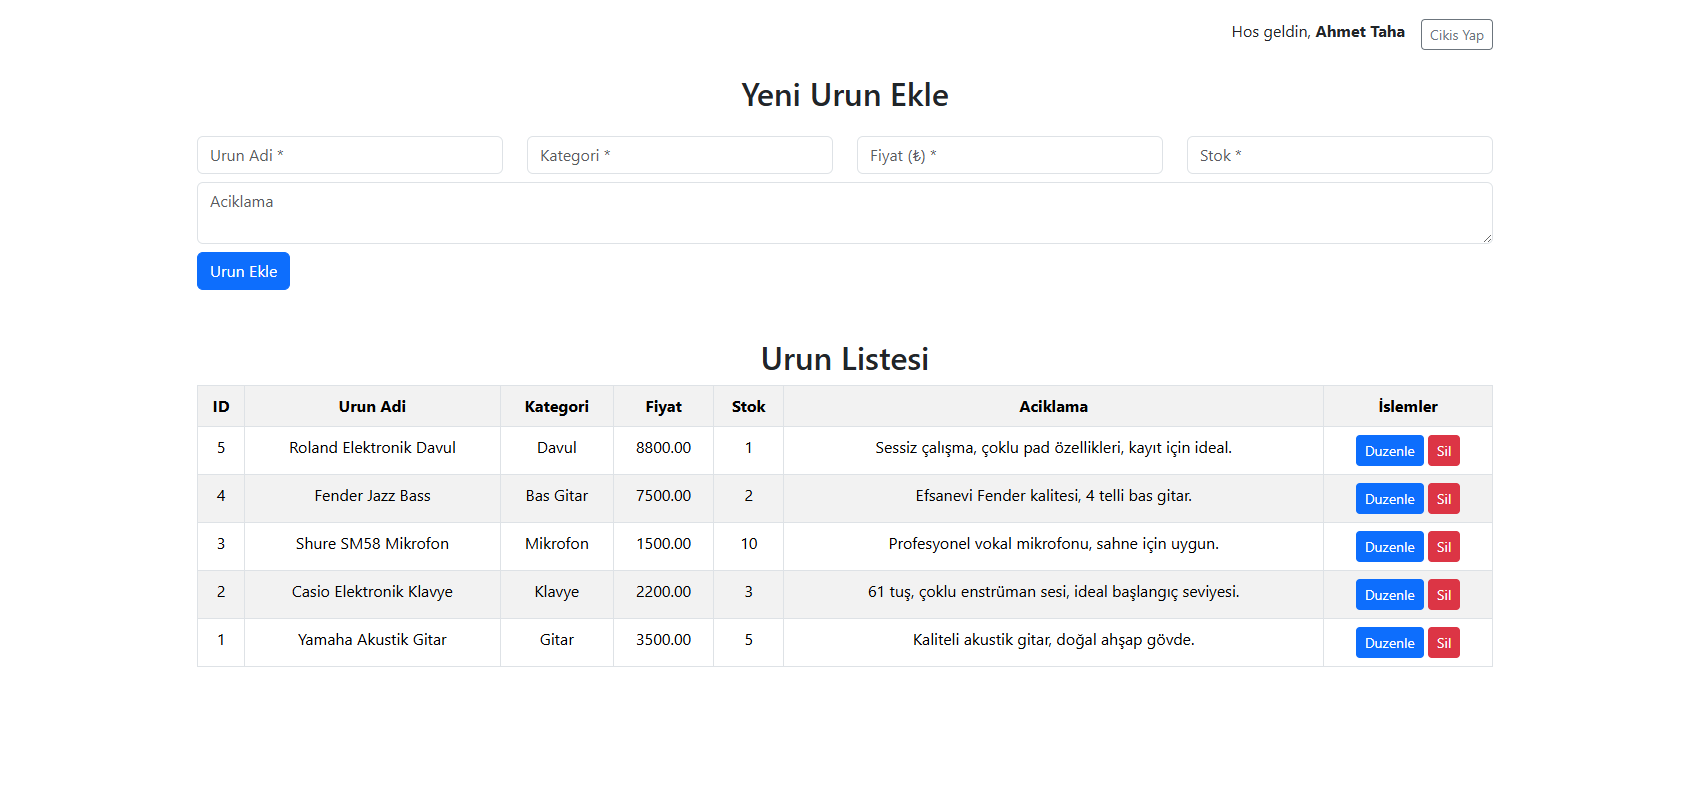 Hos geldin, Ahmet Taha Cikis Yap
Yeni Urun Ekle
Urun Adi * Kategori * Fiyat (₺) * Stok *
Aciklama
Urun Ekle
Urun Listesi
ID Urun Adi Kategori Fiyat Stok Aciklama İslemler
5 Roland Elektronik Davul Davul 8800.00 1 Sessiz çalışma, çoklu pad özellikleri, kayıt için ideal. Duzenle Sil
4 Fender Jazz Bass Bas Gitar 7500.00 2 Efsanevi Fender kalitesi, 4 telli bas gitar. Duzenle Sil
3 Shure SM58 Mikrofon Mikrofon 1500.00 10 Profesyonel vokal mikrofonu, sahne için uygun. Duzenle Sil
2 Casio Elektronik Klavye Klavye 2200.00 3 61 tuş, çoklu enstrüman sesi, ideal başlangıç seviyesi. Duzenle Sil
1 Yamaha Akustik Gitar Gitar 3500.00 5 Kaliteli akustik gitar, doğal ahşap gövde. Duzenle Sil